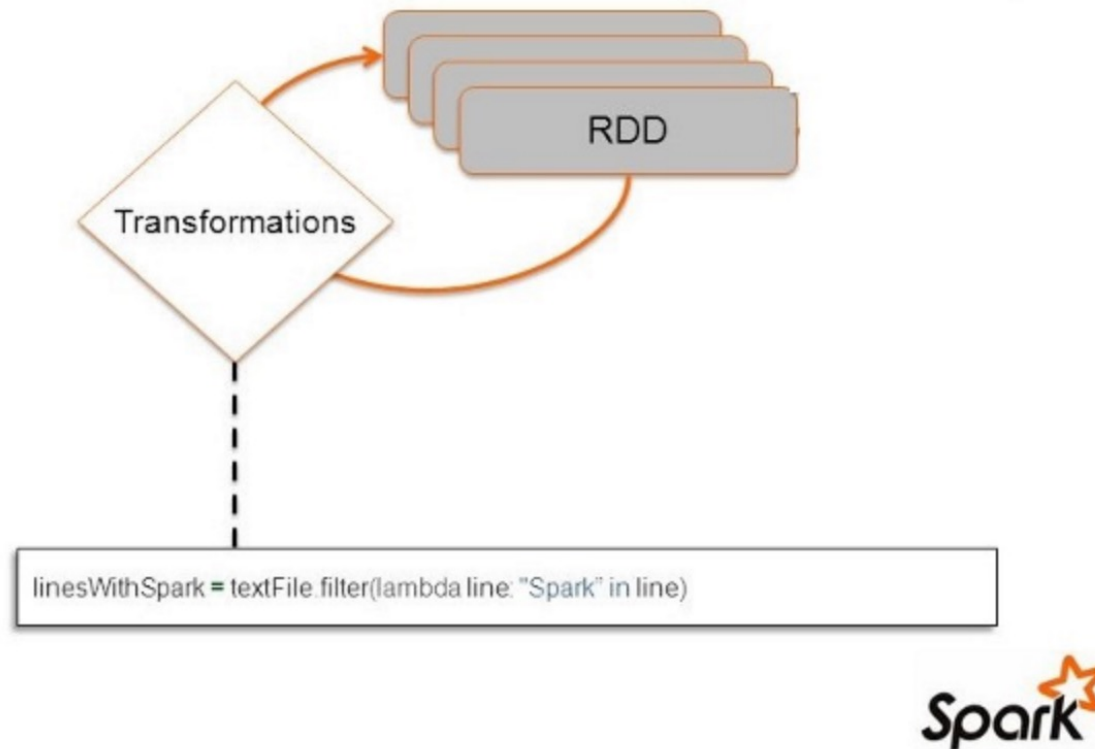 RDD
Transformations
linesWithSpark = textFile.filter(lambda line: "Spark" in line)
Spark